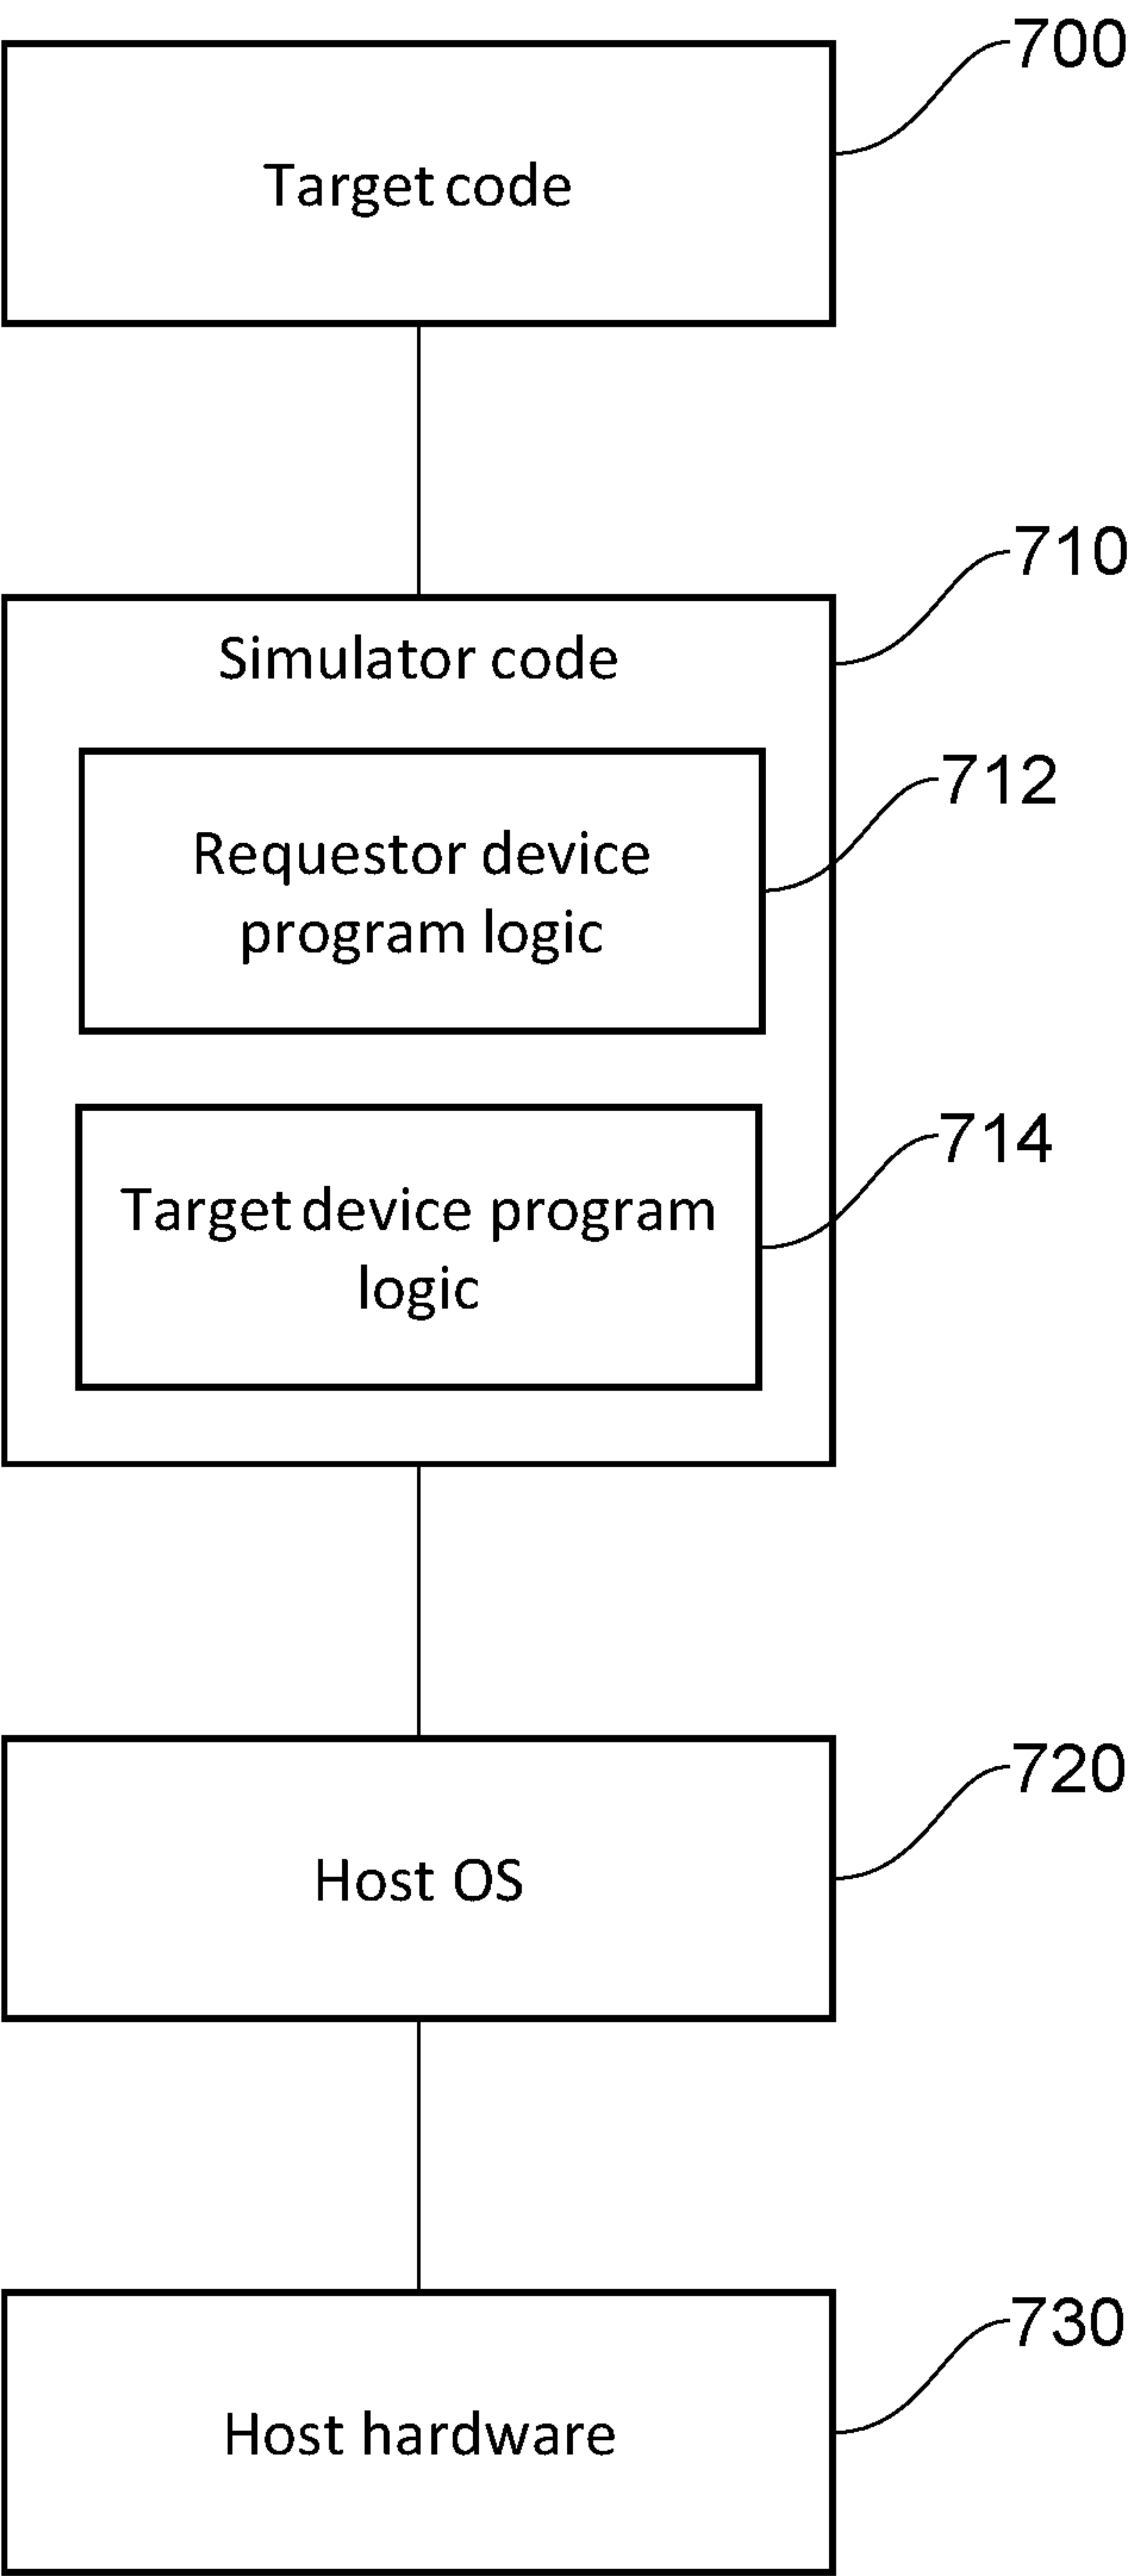 700
Target code
710
Simulator code
712
Requestor device
program logic
714
Target device program
logic
720
Host OS
730
Host hardware